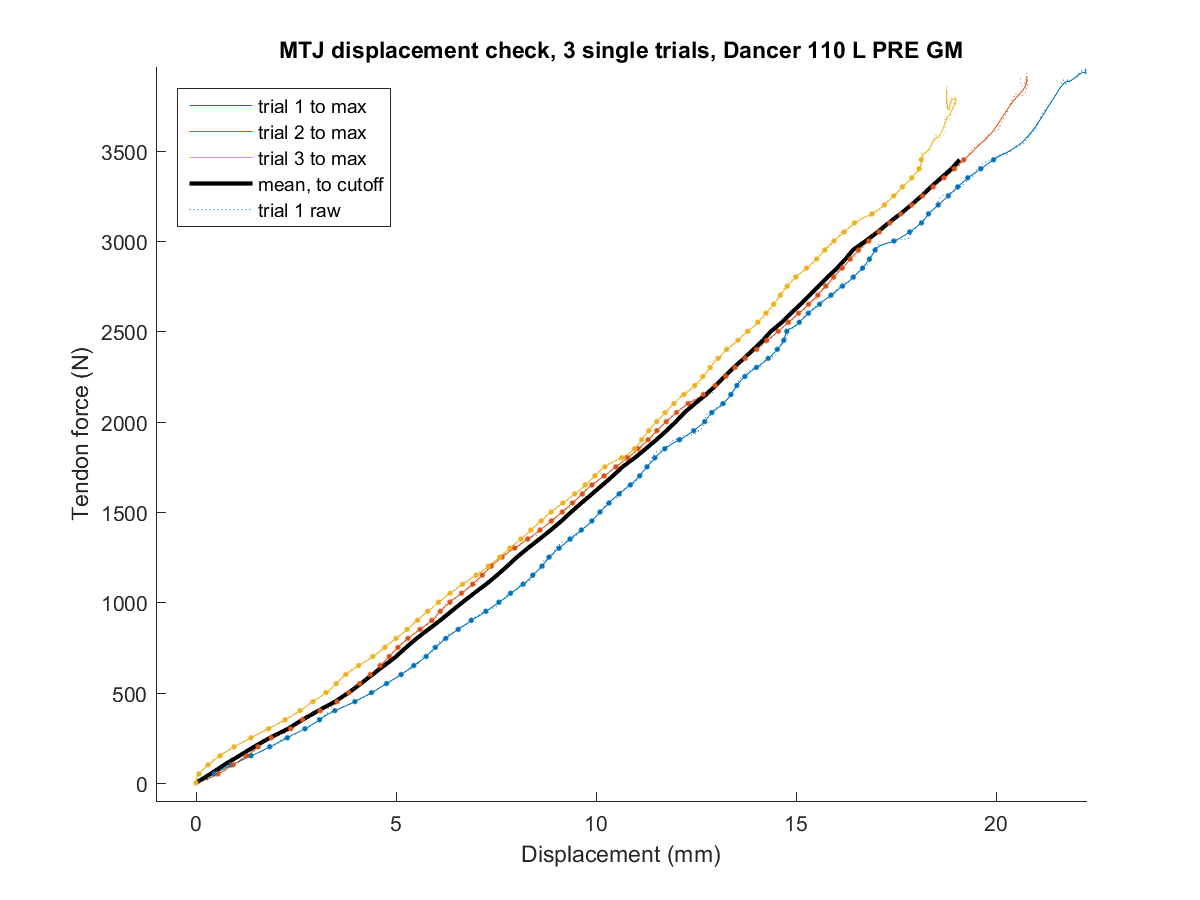 MTJ displacement check, 3 single trials, Dancer 110 L PRE GM
trial 1 to max
trial 2 to max
trial 3 to max
mean, to cutoff
trial 1 raw
Tendon force (N)
3500
3000
2500
2000
1500
1000
500
0
0 5 10 15 20
Displacement (mm)